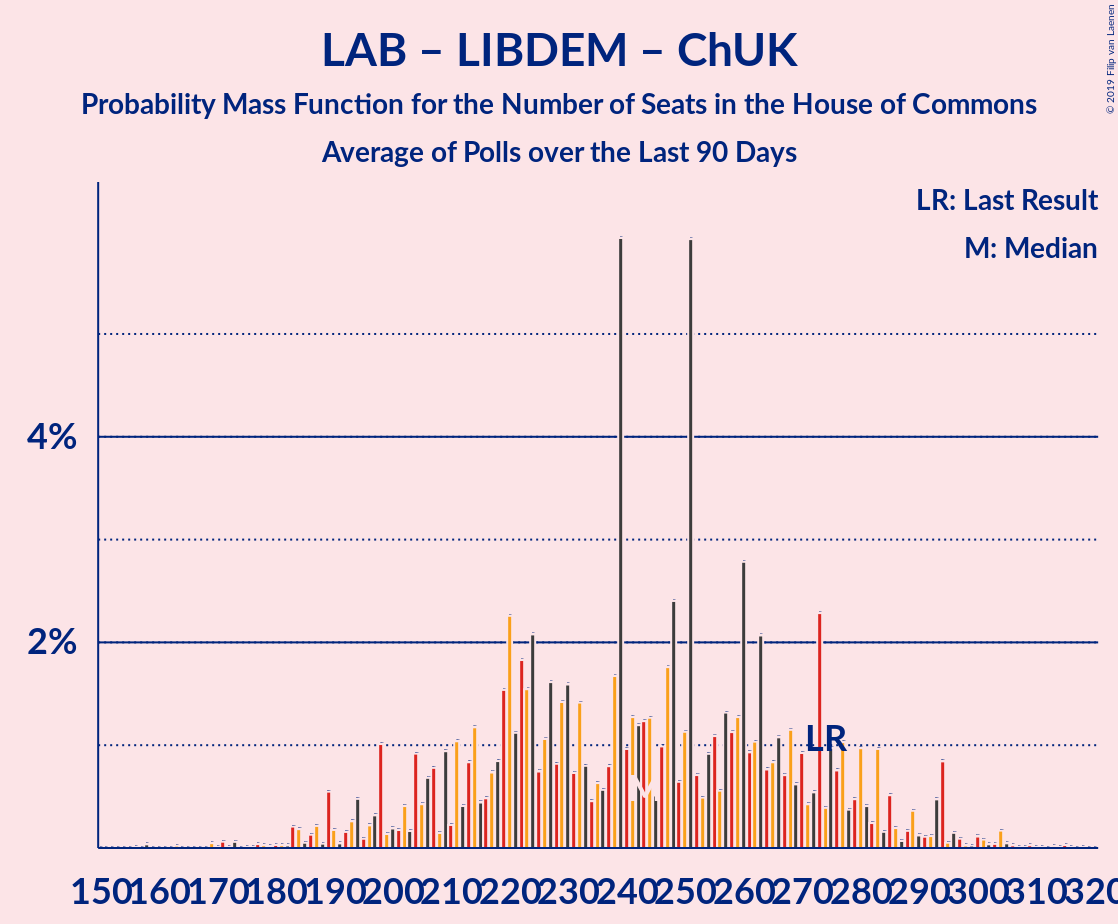 LAB – LIBDEM – ChUK
Probability Mass Function for the Number of Seats in the House of Commons
Average of Polls over the Last 90 Days
© 2019 Filip van Laenen
LR: Last Result
M: Median
4%
2%
LR
M
150 160 170 180 190 200 210 220 230 240 250 260 270 280 290 300 310 320